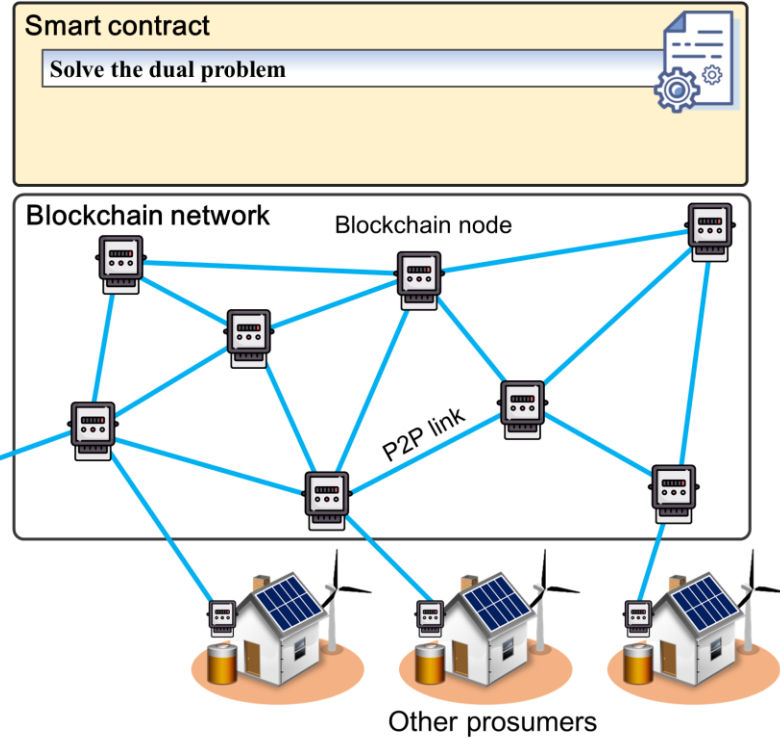 Smart contract
Solve the dual problem
Blockchain network
Blockchain node
P2P link
Other prosumers